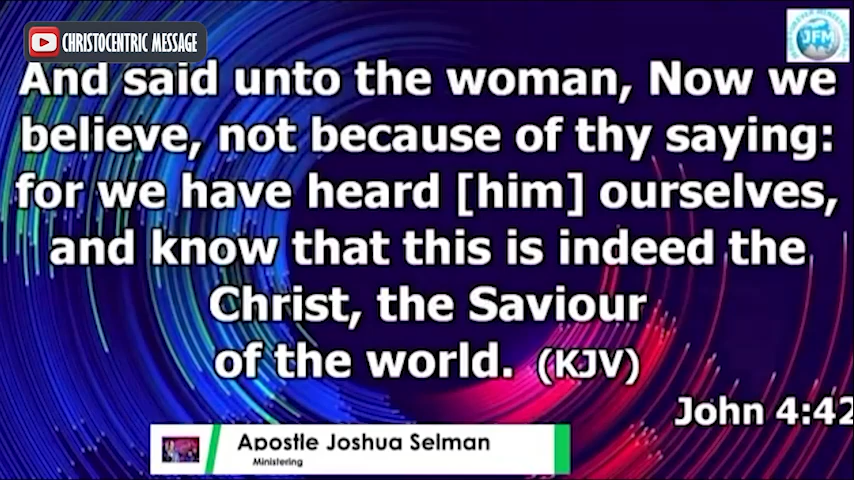 CHRISTOCENTRIC MESSAGE
JFM
And said unto the woman, Now we
believe, not because of thy saying:
for we have heard [him] ourselves,
and know that this is indeed the
Christ, the Saviour
of the world. (KJV)
John 4:42
Apostle Joshua Selman
Ministering